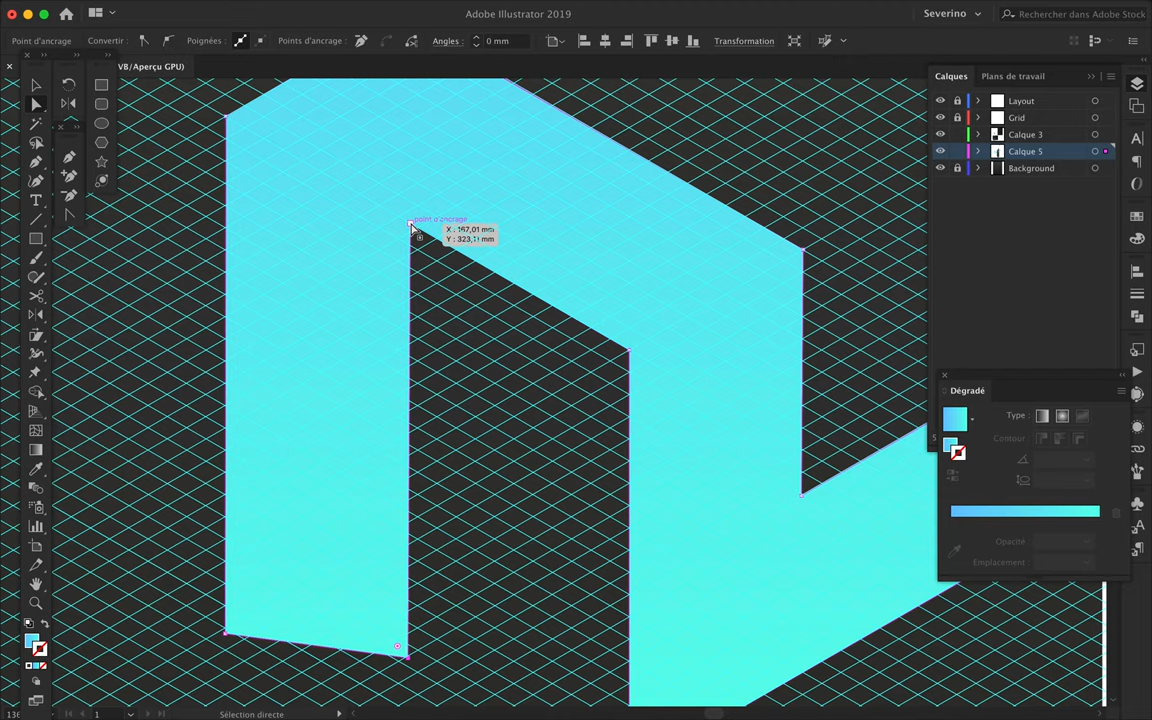 Adobe Illustrator 2019
Severino
Rechercher dans Adobe Stock
Point d'ancrage
Convertir :
Poignées :
Points d'ancrage :
Angles :
0 mm
Transformation
VB/Aperçu GPU)
Calques
Plans de travail
Layout
Grid
Calque 3
Calque 5
Background
point d'ancrage
X : 167,01 mm
Dégradé
Type :
Contour :
Opacité :
Emplacement :
1
Sélection directe